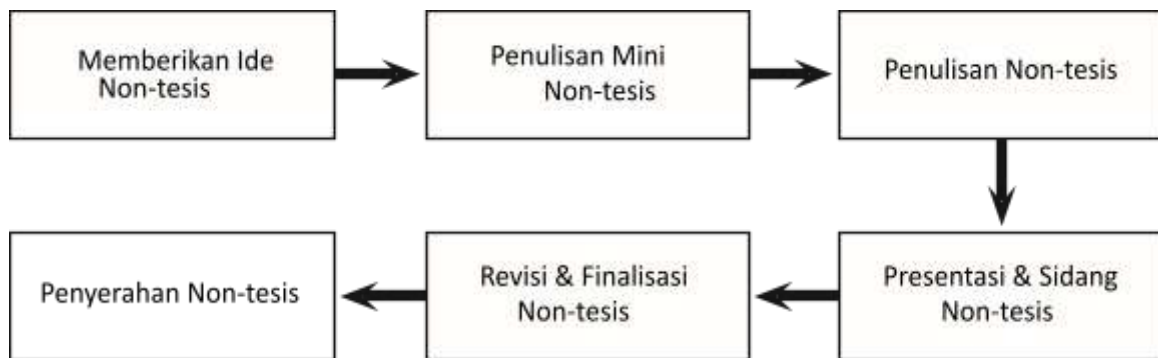 Memberikan Ide
Non-tesis
Penulisan Mini
Non-tesis
Penulisan Non-tesis
Presentasi & Sidang
Non-tesis
Revisi & Finalisasi
Non-tesis
Penyerahan Non-tesis